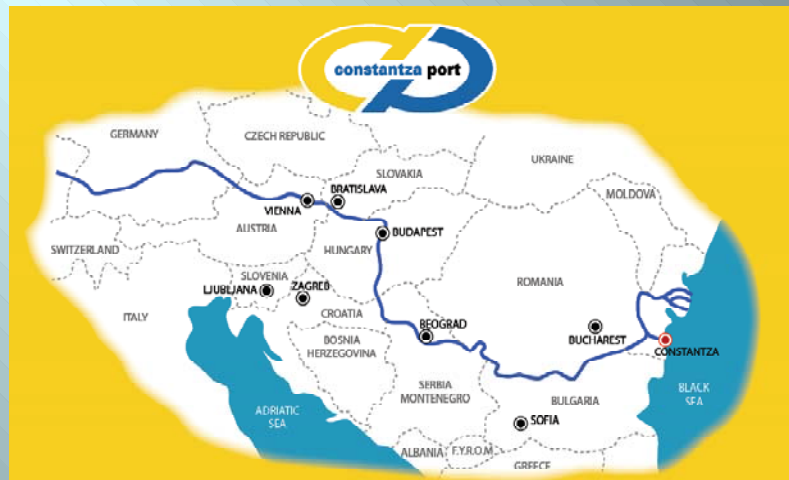 constantza port
GERMANY
CZECH REPUBLIC
UKRAINE
SLOVAKIA
BRATISLAVA
MOLDOVA
VIENNA
AUSTRIA
BUDAPEST
SWITZERLAND
HUNGARY
SLOVENIA
LJUBLJANA
ZAGREB
ROMANIA
ITALY
CROATIA
BEOGRAD
BUCHAREST
BOSNIA
HERZEGOVINA
CONSTANTZA
SERBIA
MONTENEGRO
BLACK
SEA
BULGARIA
ADRIATIC
SEA
SOFIA
ALBANIA
F.Y.R.O.M
GREECE